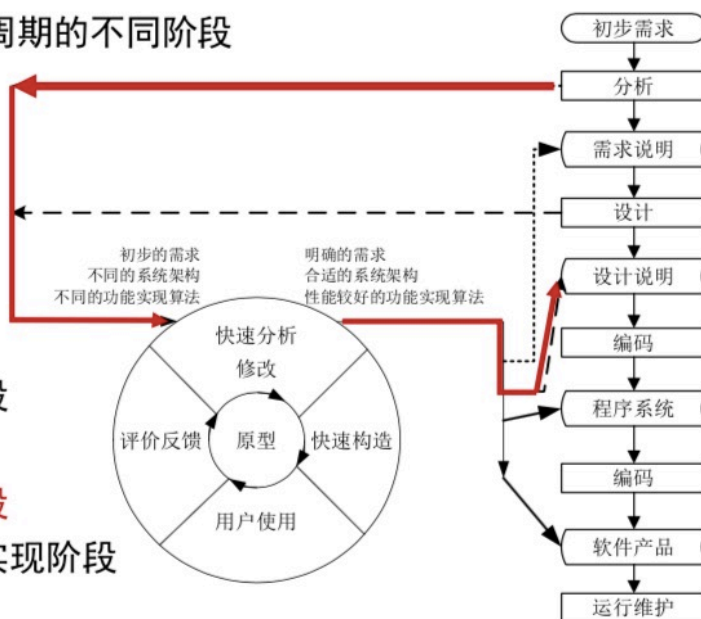 周期的不同阶段
初步需求
分析
需求说明
设计
初步的需求
不同的系统架构
不同的功能实现算法
明确的需求
合适的系统架构
性能较好的功能实现算法
设计说明
快速分析
修改
编码
段
程序系统
评价反馈
原型
快速构造
编码
段
用户使用
实现阶段
软件产品
运行维护